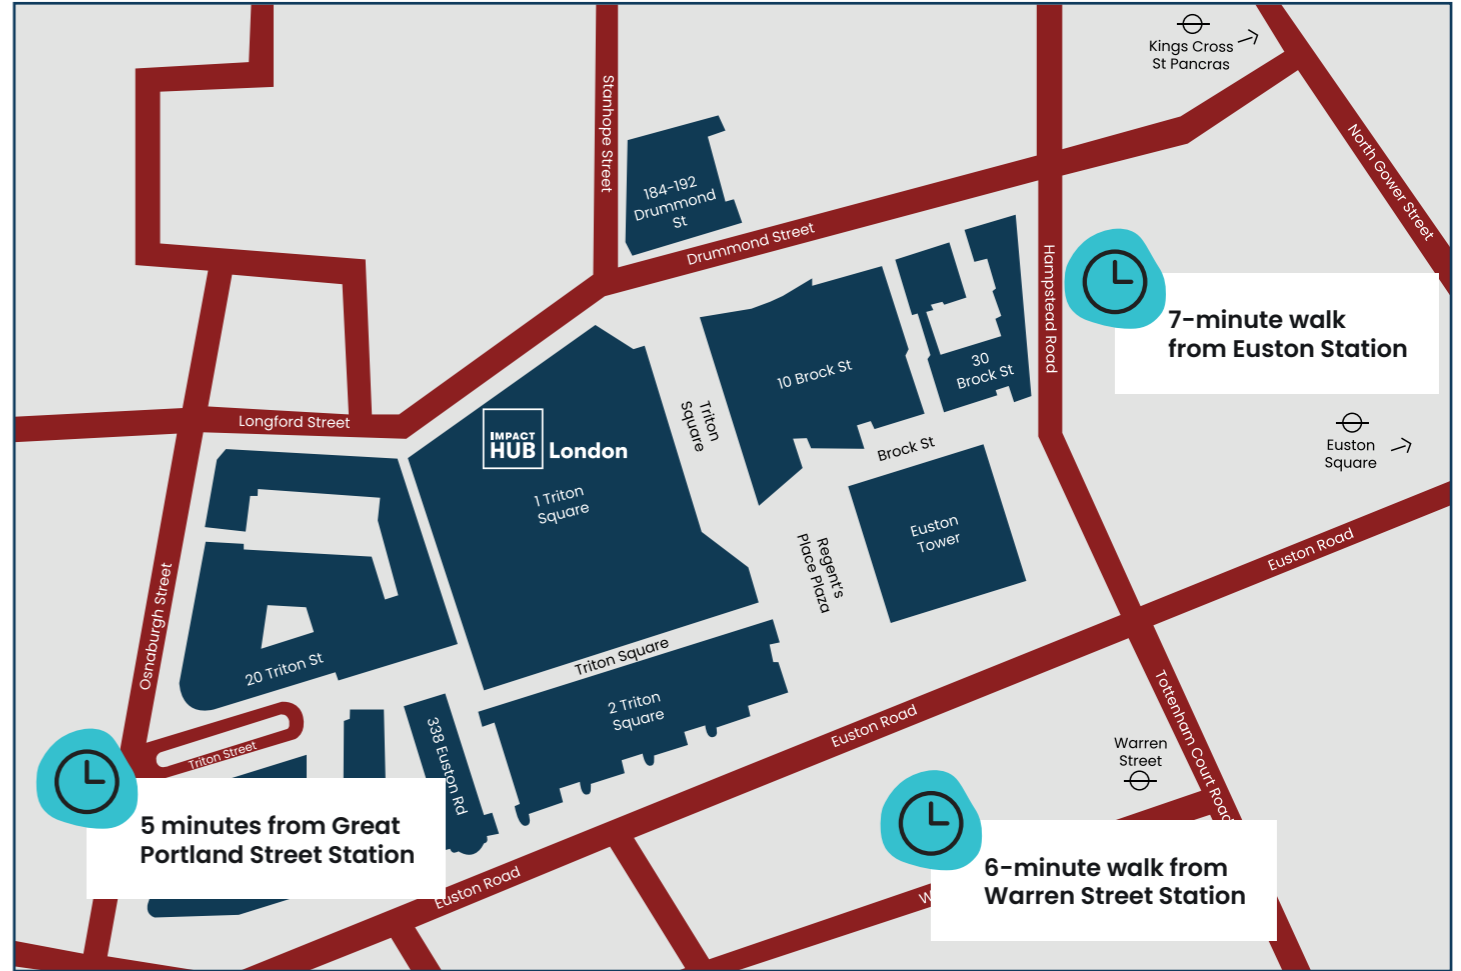 Kings Cross
St Pancras
Stanhope Street
North Gower Street
184-192
Drummond
St
Drummond Street
Hampstead Road
7-minute walk
from Euston Station
10 Brock St
30
Brock St
Longford Street
IMPACT
HUB London
1 Triton
Square
Triton
Square
Brock St
Euston
Square
Euston
Tower
Regent's
Place Plaza
Euston Road
Osnaburgh Street
20 Triton St
Triton Square
2 Triton
Square
Euston Road
Tottenham Court Road
Triton Street
338 Euston Rd
Warren
Street
5 minutes from Great
Portland Street Station
Euston Road
6-minute walk from
Warren Street Station